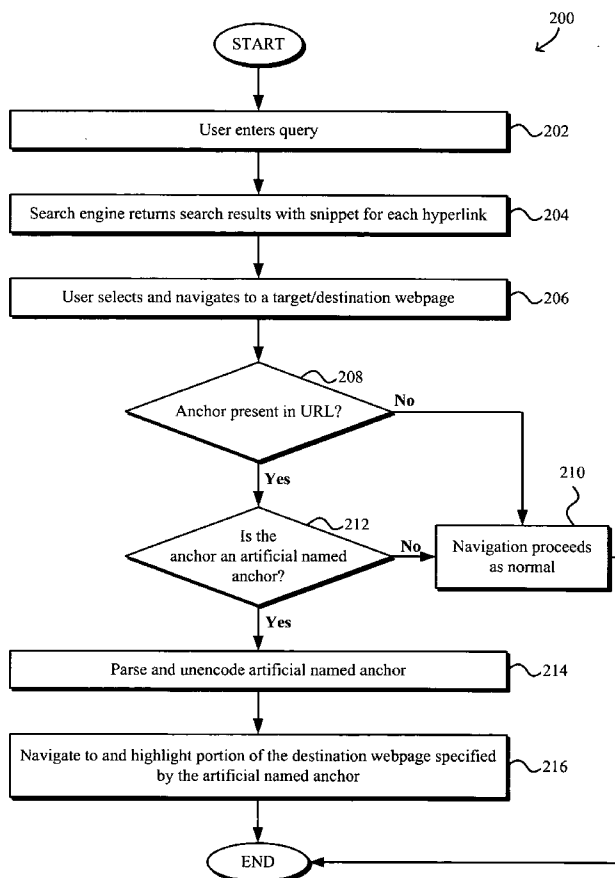 200
START
User enters query
202
Search engine returns search results with snippet for each hyperlink
204
User selects and navigates to a target/destination webpage
206
208
Anchor present in URL?
No
Yes
210
212
Is the
anchor an artificial named
anchor?
No
Navigation proceeds
as normal
Yes
Parse and unencode artificial named anchor
214
Navigate to and highlight portion of the destination webpage specified
by the artificial named anchor
216
END